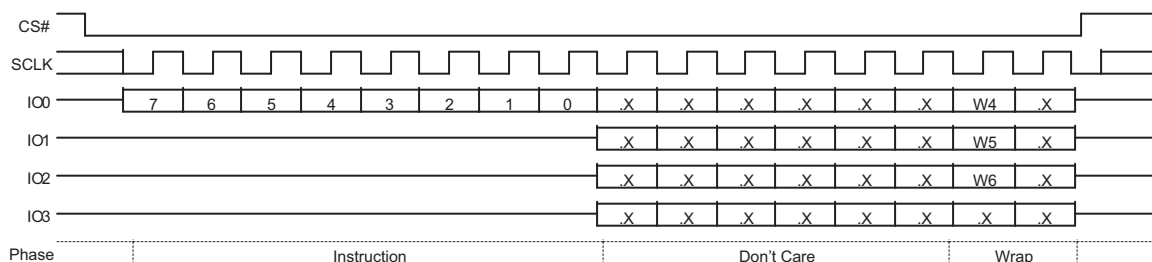 CS#
SCLK
IO0 7 6 5 4 3 2 1 0 .X .X .X .X .X .X W4 .X
IO1 .X .X .X .X .X .X W5 .X
IO2 .X .X .X .X .X .X W6 .X
IO3 .X .X .X .X .X .X .X .X
Phase Instruction Don't Care Wrap